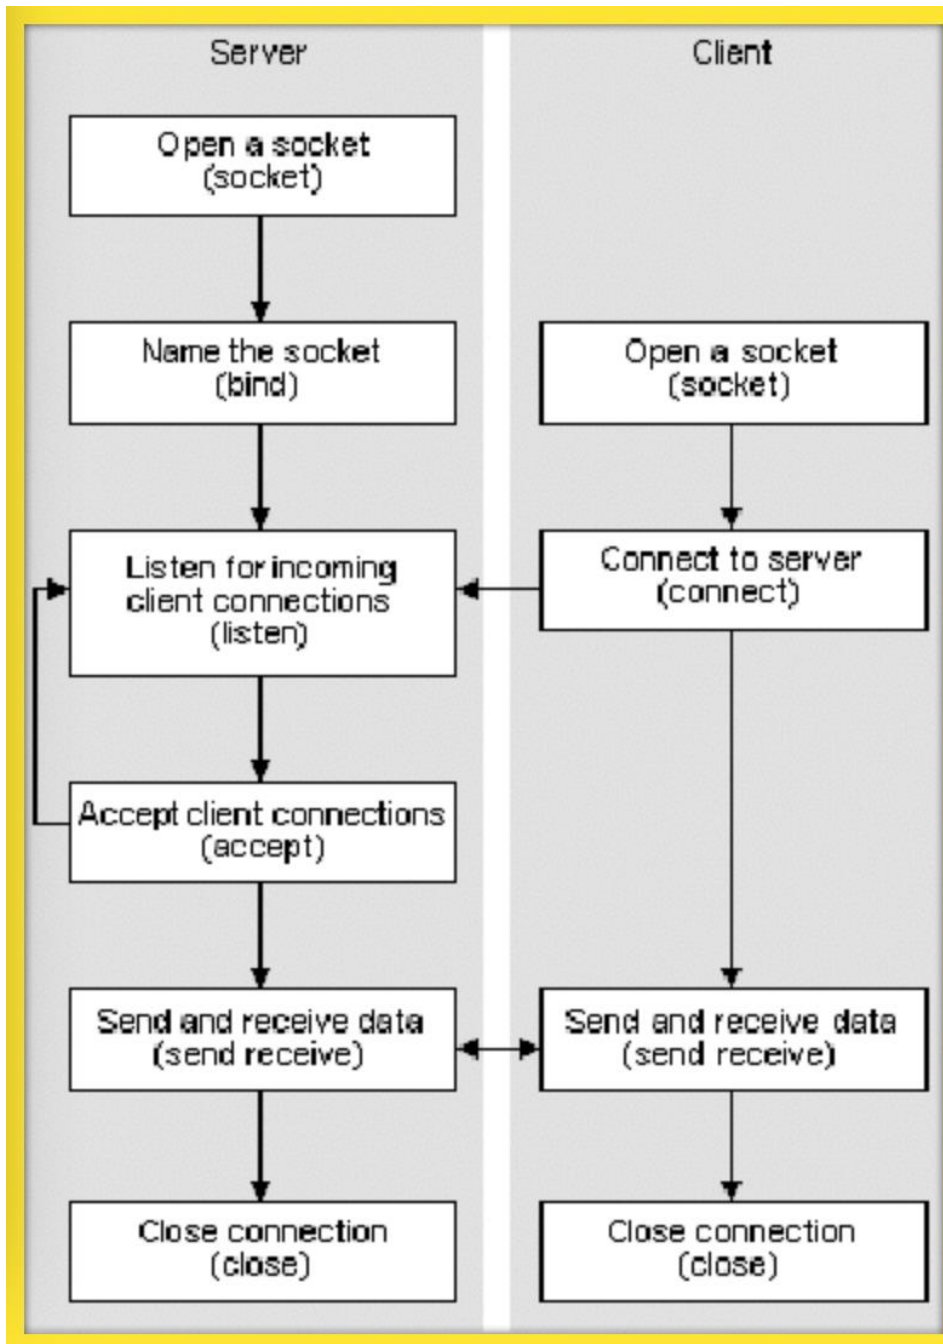 Server
Open a socket
(socket)
Name the socket
(bind)
Listen for incoming
client connections
(listen)
Accept client connections
(accept)
Send and receive data
(send receive)
Close connection
(close)
Client
Open a socket
(socket)
Connect to server
(connect)
Send and receive data
(send receive)
Close connection
(close)